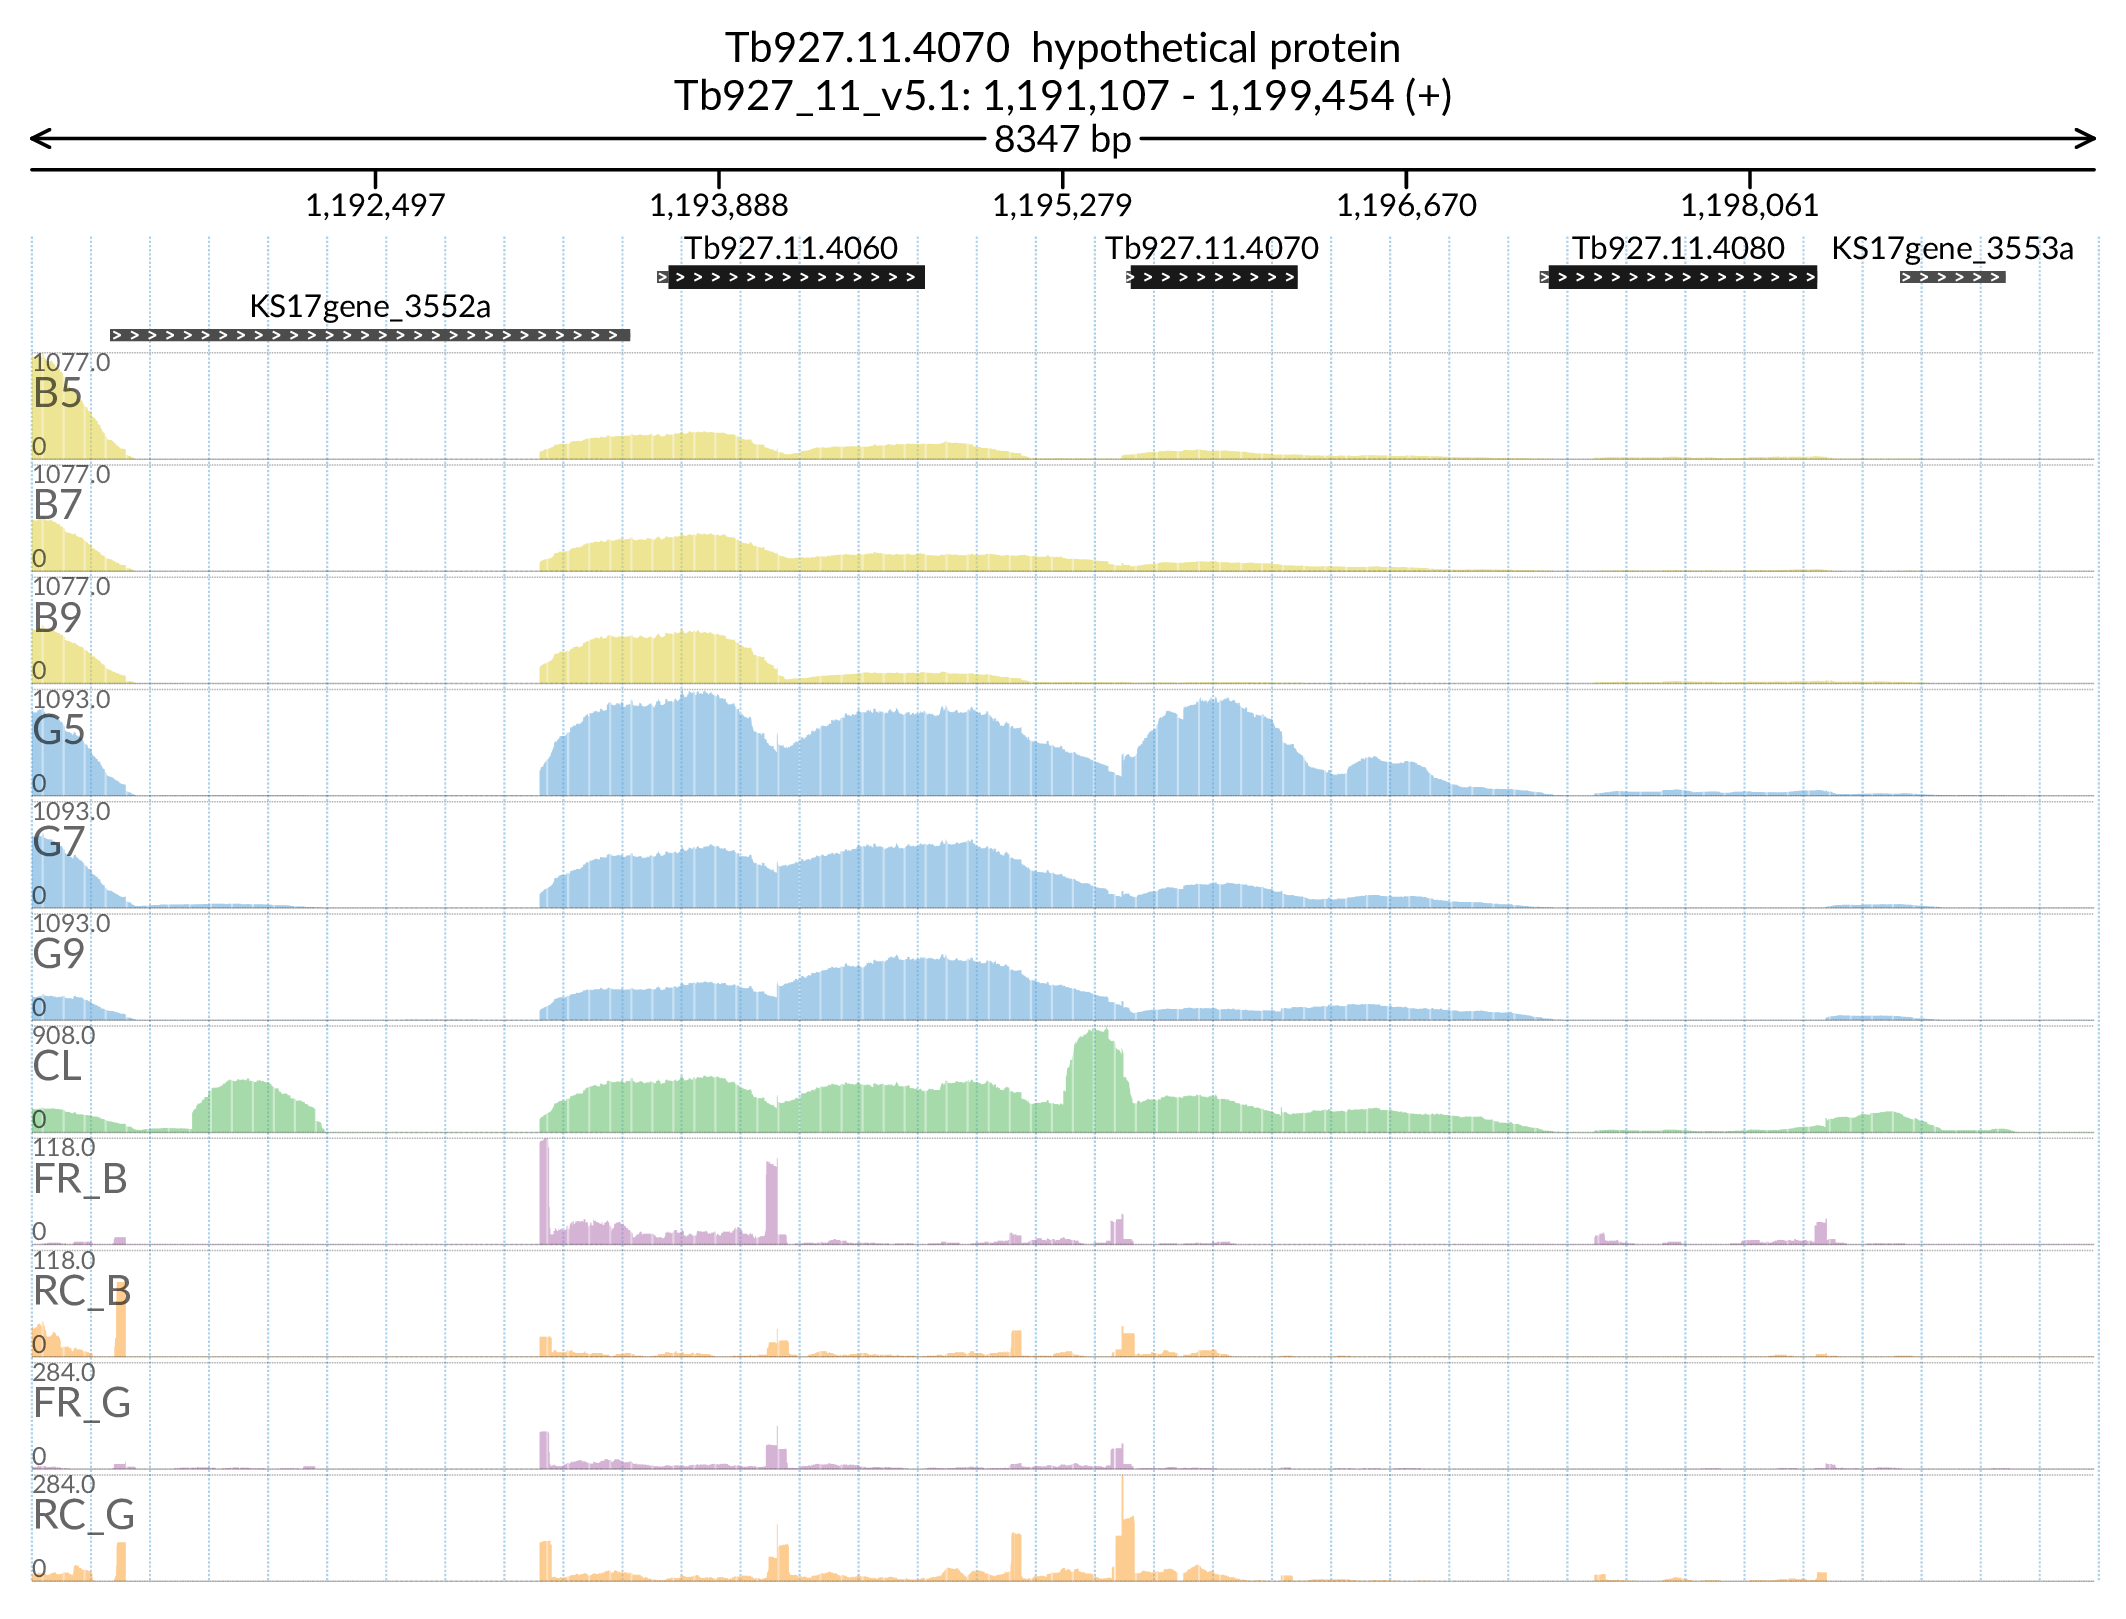 Tb927.11.4070  hypothetical protein
Tb927_11_v5.1: 1,191,107 - 1,199,454 (+)
8347 bp
1,192,497 1,193,888 1,195,279 1,196,670 1,198,061
Tb927.11.4060 Tb927.11.4070 Tb927.11.4080 KS17gene_3553a
KS17gene_3552a
1077.0
B5
0
1077.0
B7
0
1077.0
B9
0
1093.0
G5
0
1093.0
G7
0
1093.0
G9
0
908.0
CL
0
118.0
FR_B
0
118.0
RC_B
0
284.0
FR_G
0
284.0
RC_G
0